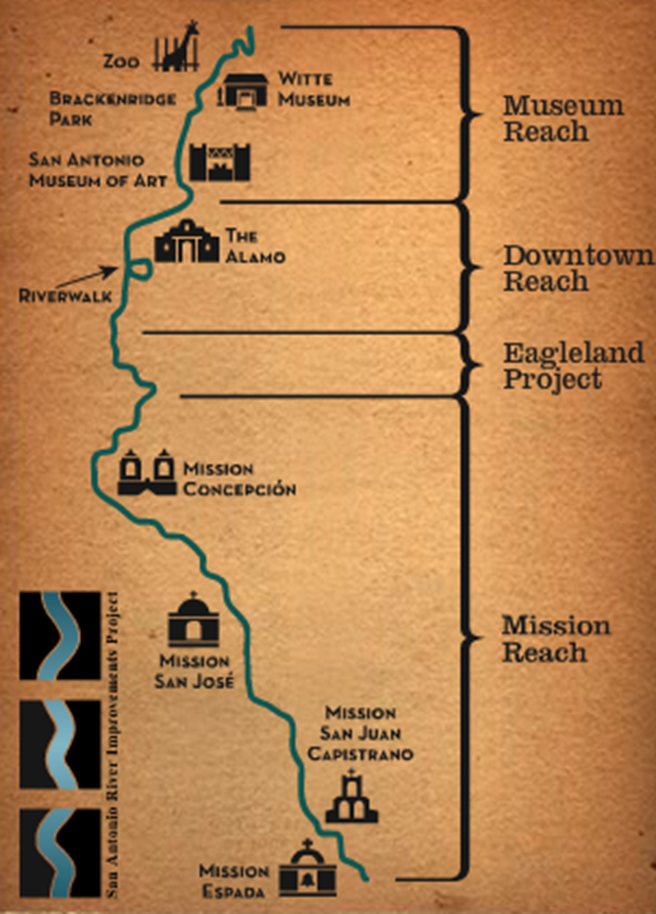 Zoo
Witte
Museum
Brackenridge
Park
San Antonio
Museum of Art
Museum
Reach
The
Alamo
Riverwalk
Downtown
Reach
Eagleland
Project
Mission
Concepción
Mission
San José
Mission
San Juan
Capistrano
Mission
Espada
Mission
Reach
San Antonio River Improvements Project